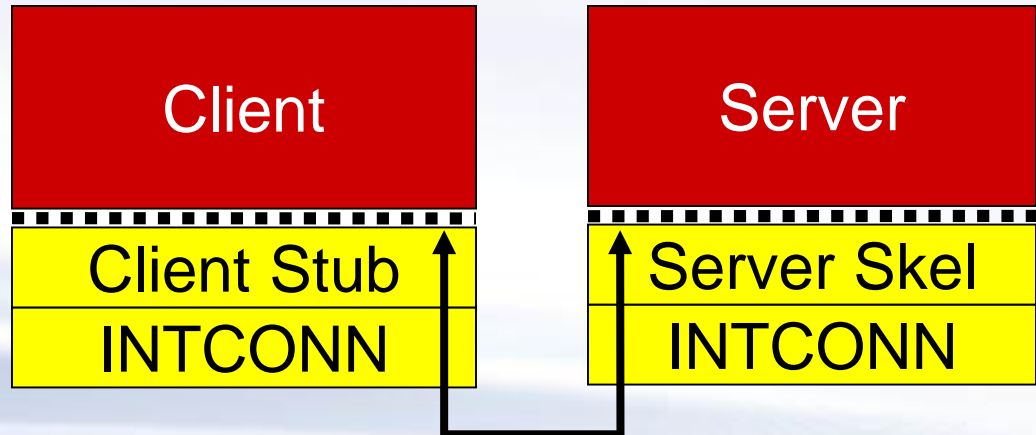 Client
Client Stub
INTCONN
Server
Server Skel
INTCONN